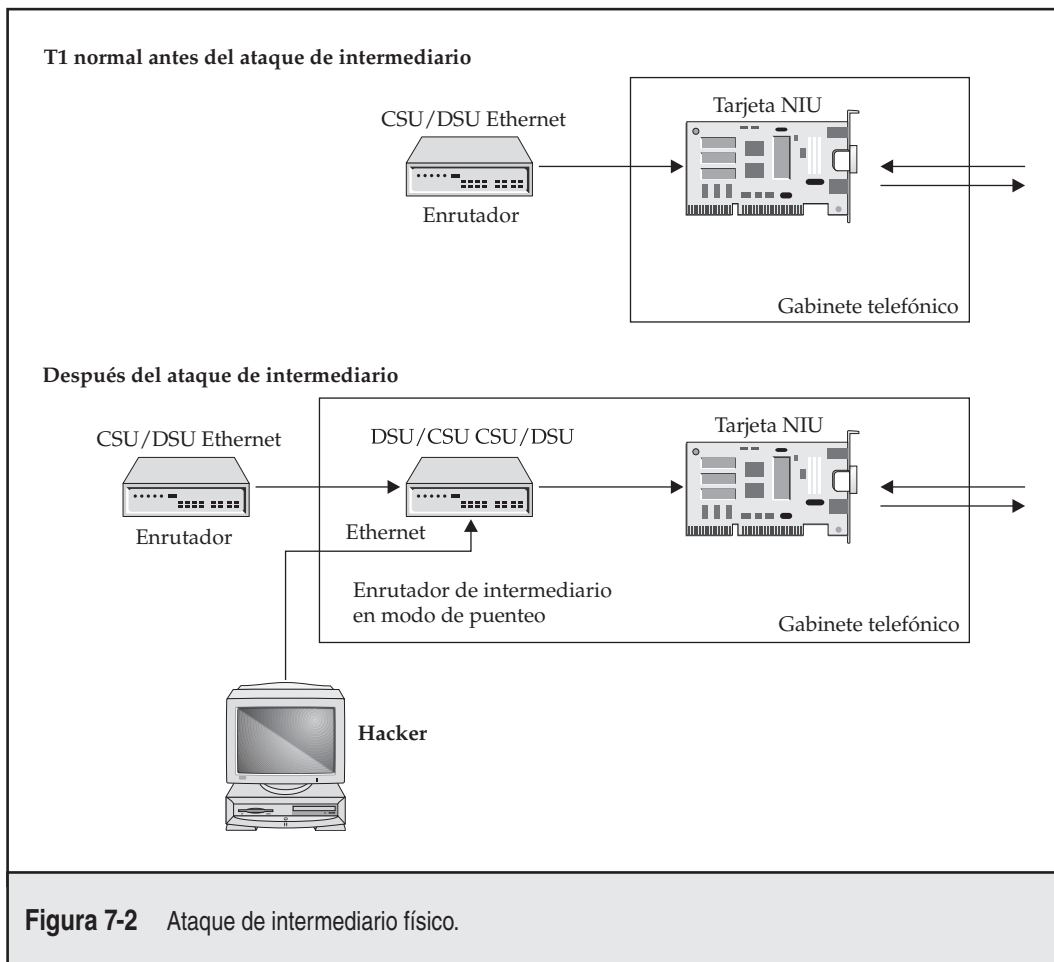 T1 normal antes del ataque de intermediario
Tarjeta NIU
CSU/DSU Ethernet
Enrutador
Gabinete telefónico
Después del ataque de intermediario
CSU/DSU Ethernet
DSU/CSU CSU/DSU
Tarjeta NIU
Enrutador
Ethernet
Enrutador de intermediario
en modo de puenteo
Gabinete telefónico
Hacker
Figura 7-2 Ataque de intermediario físico.